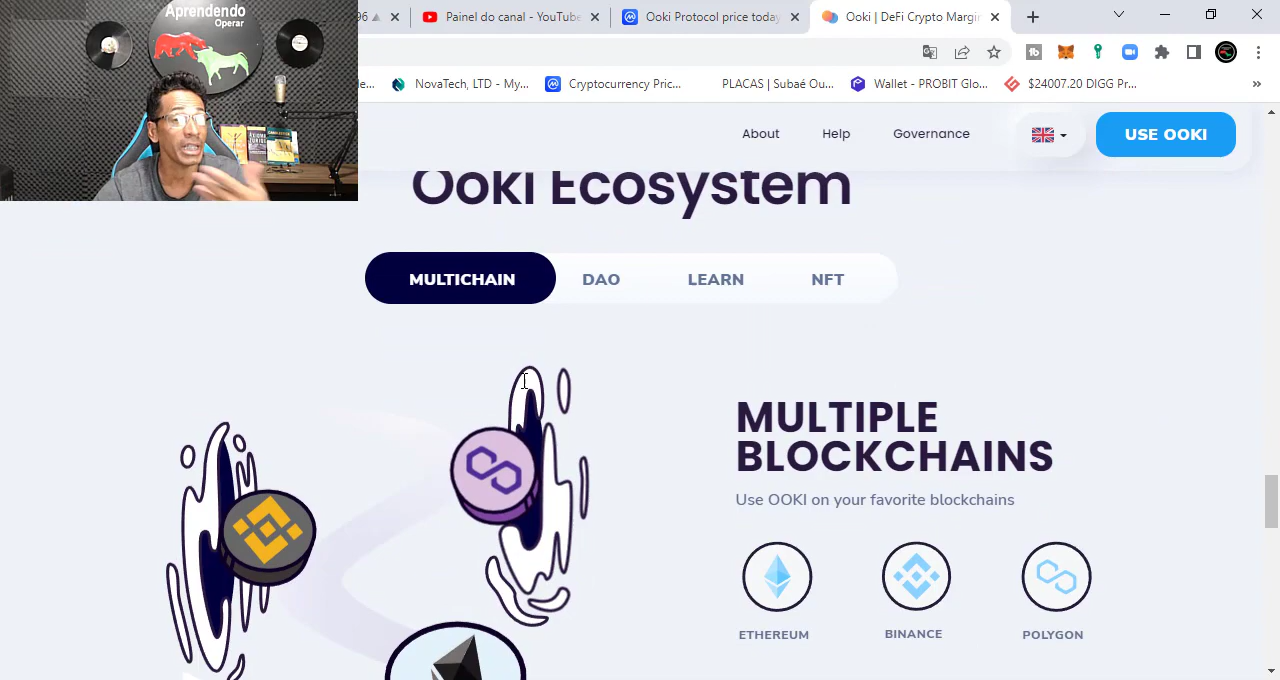 Aprendendo
Operar
96
Painel do canal - YouTube
Ooki Protocol price today
Ooki | DeFi Crypto Margi
e...
NovaTech, LTD - My...
Cryptocurrency Pric...
PLACAS | Subaé Ou...
Wallet - PROBIT Glo...
$24007.20 DIGG Pr...
About
Help
Governance
USE OOKI
Ooki Ecosystem
MULTICHAIN
DAO
LEARN
NFT
MULTIPLE
BLOCKCHAINS
Use OOKI on your favorite blockchains
ETHEREUM
BINANCE
POLYGON